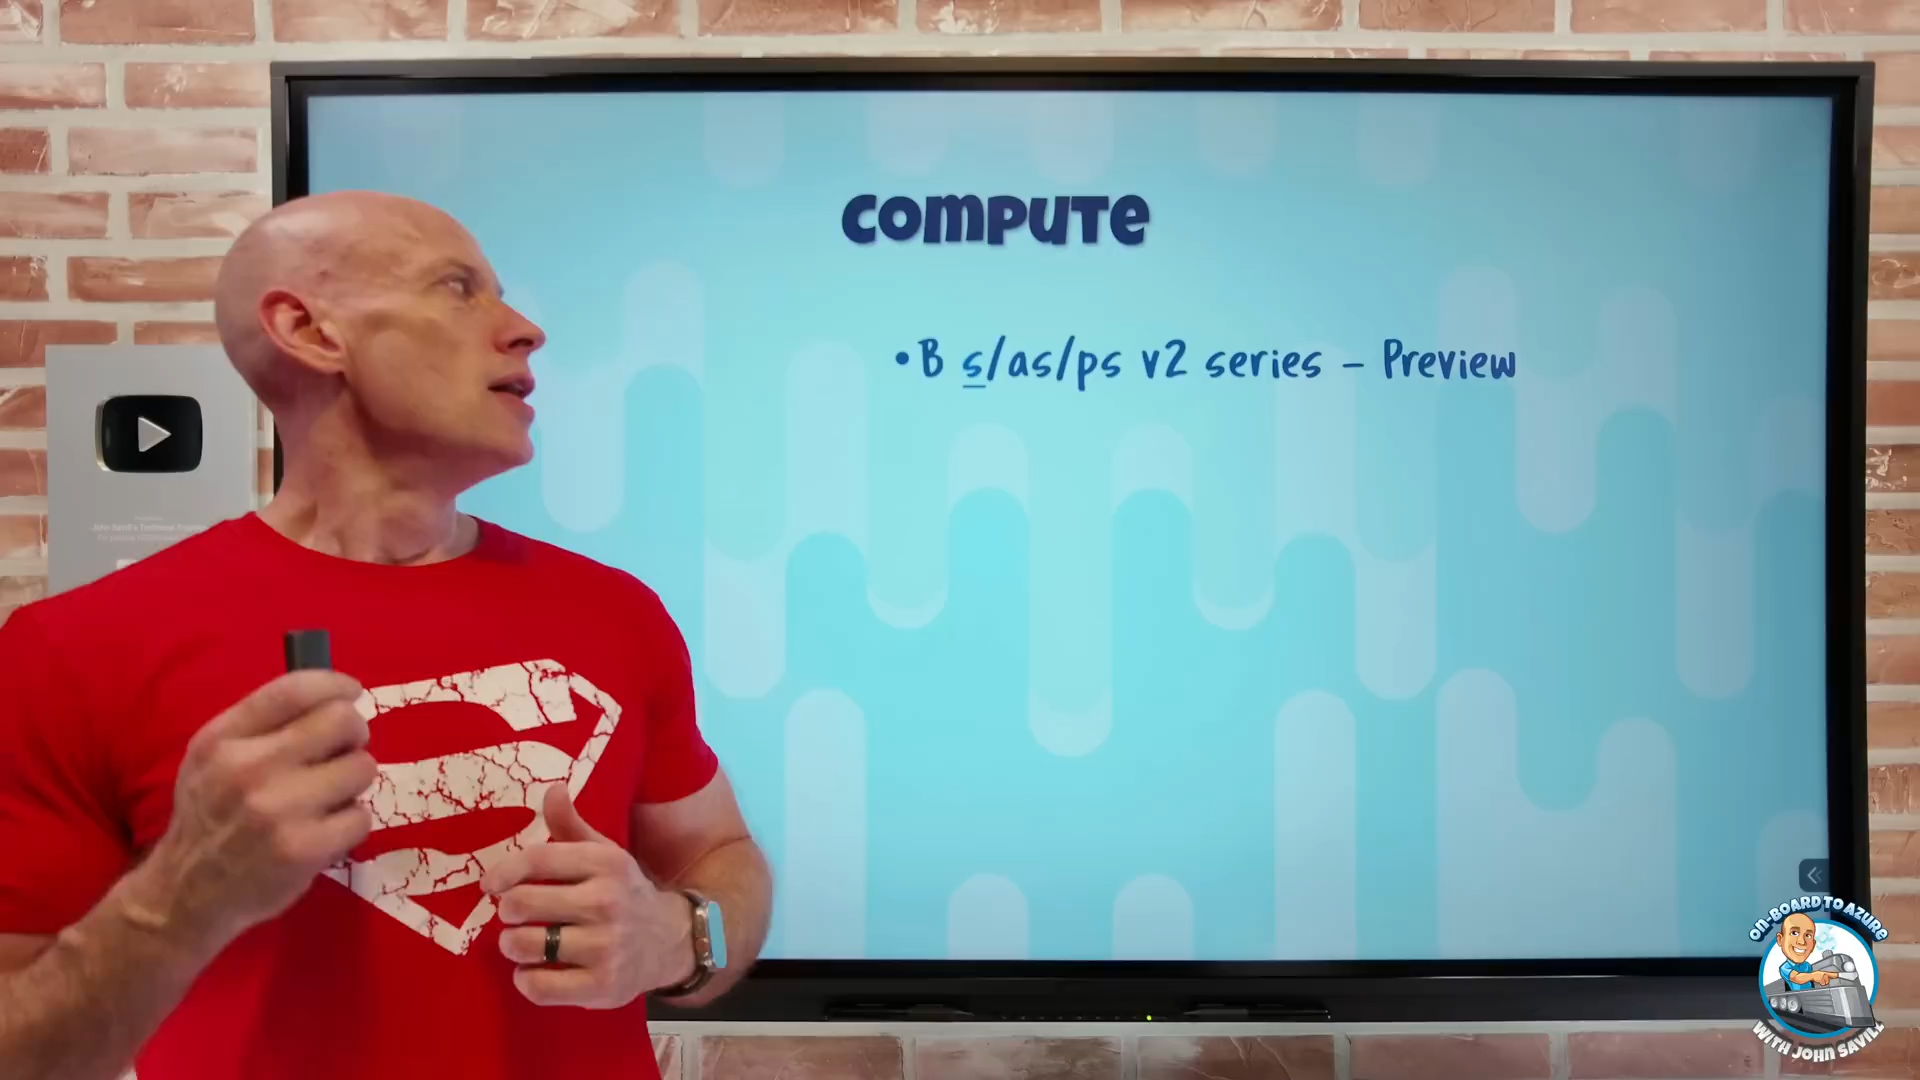 COMPUTE
•B s/as/ps v2 series – Preview
ON-BOARD TO AZURE
WITH JOHN SAVILL